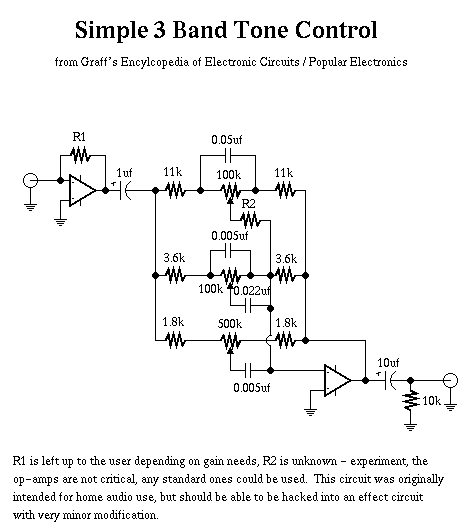 Simple 3 Band Tone Control
from Graff's Encylcopedia of Electronic Circuits / Popular Electronics
R1
0.05uf
1uf
11k
100k
11k
R2
0.005uf
3.6k
3.6k
100k
0.022uf
1.8k
500k
1.8k
0.005uf
10uf
10k
R1 is left up to the user depending on gain needs, R2 is unknown - experiment, the
op-amps are not critical, any standard ones could be used. This circuit was originally
intended for home audio use, but should be able to be hacked into an effect circuit
with very minor modification.